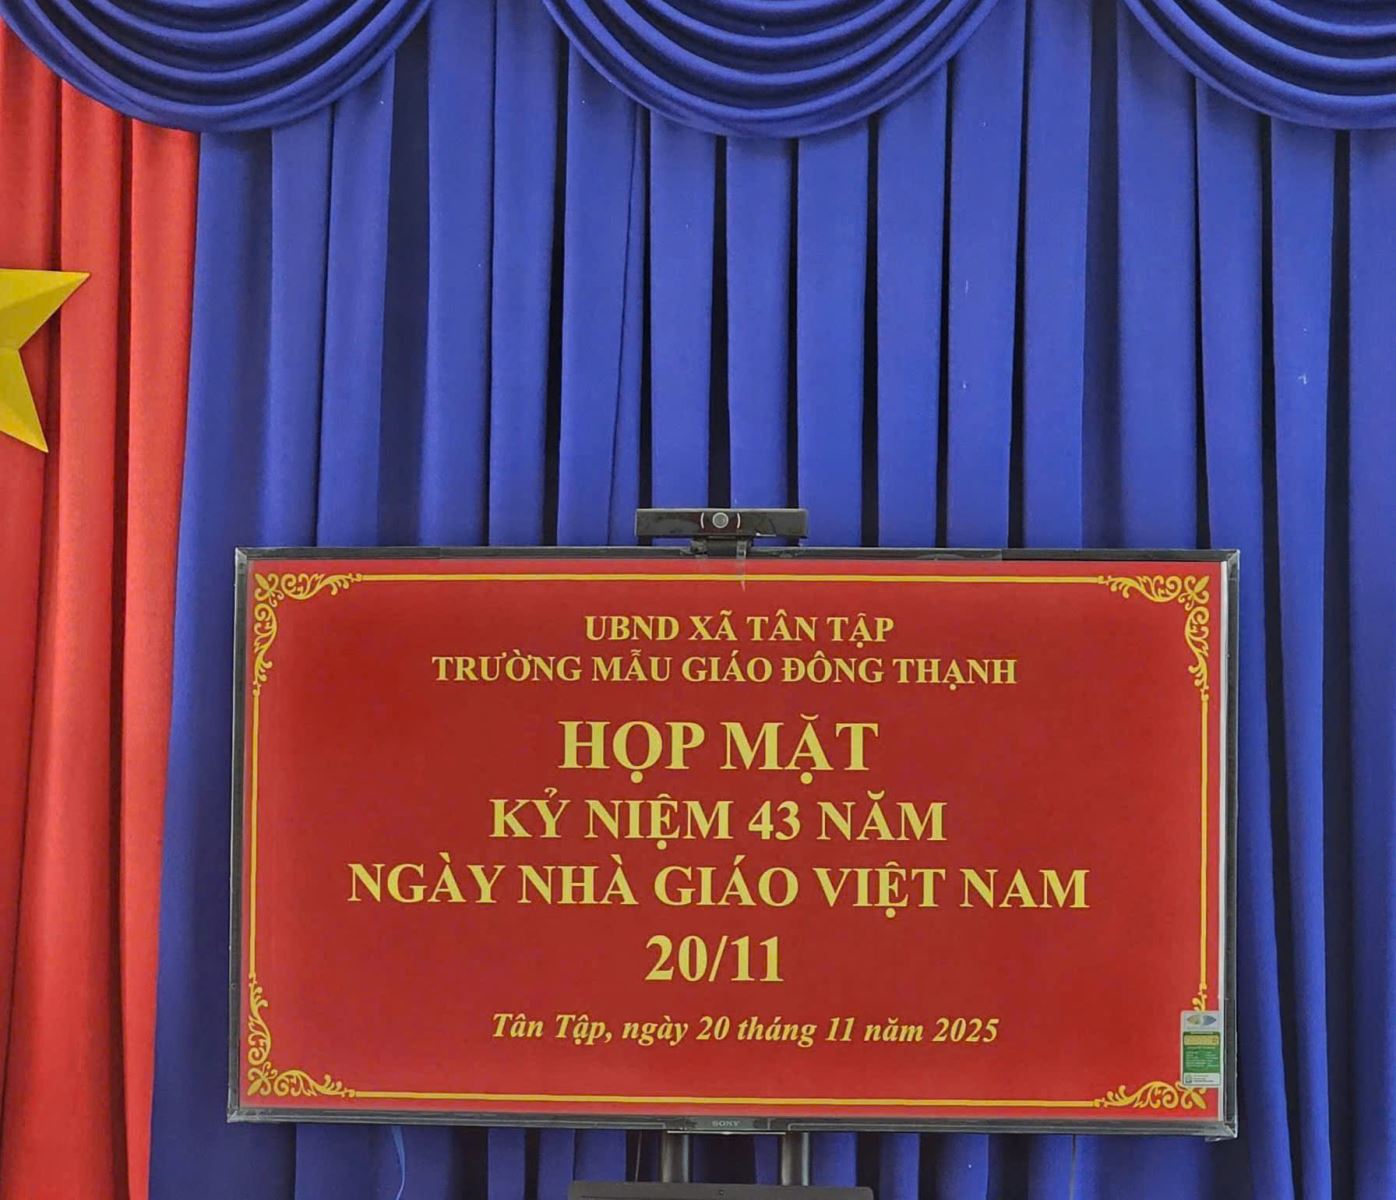 UBND XÃ TÂN TẬP
TRƯỜNG MẪU GIÁO ĐÔNG THẠNH
HỌP MẶT
KỶ NIỆM 43 NĂM
NGÀY NHÀ GIÁO VIỆT NAM
20/11
Tân Tập, ngày 20 tháng 11 năm 2025
SONY